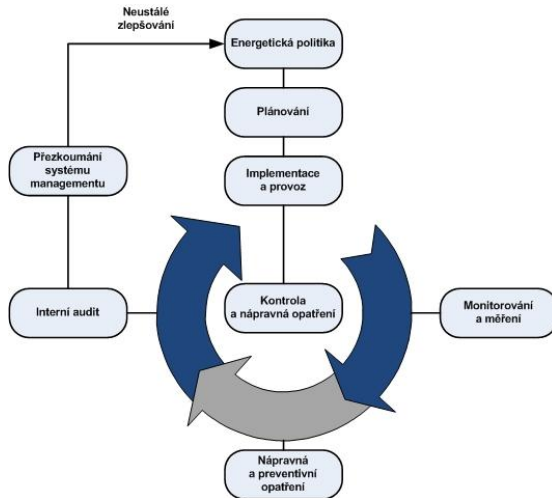 Neustálé
zlepšování
Energetická politika
Plánování
Přezkoumání
systému
managementu
Implementace
a provoz
Interní audit
Kontrola
a nápravná opatření
Monitorování
a měření
Nápravná
a preventivní
opatření